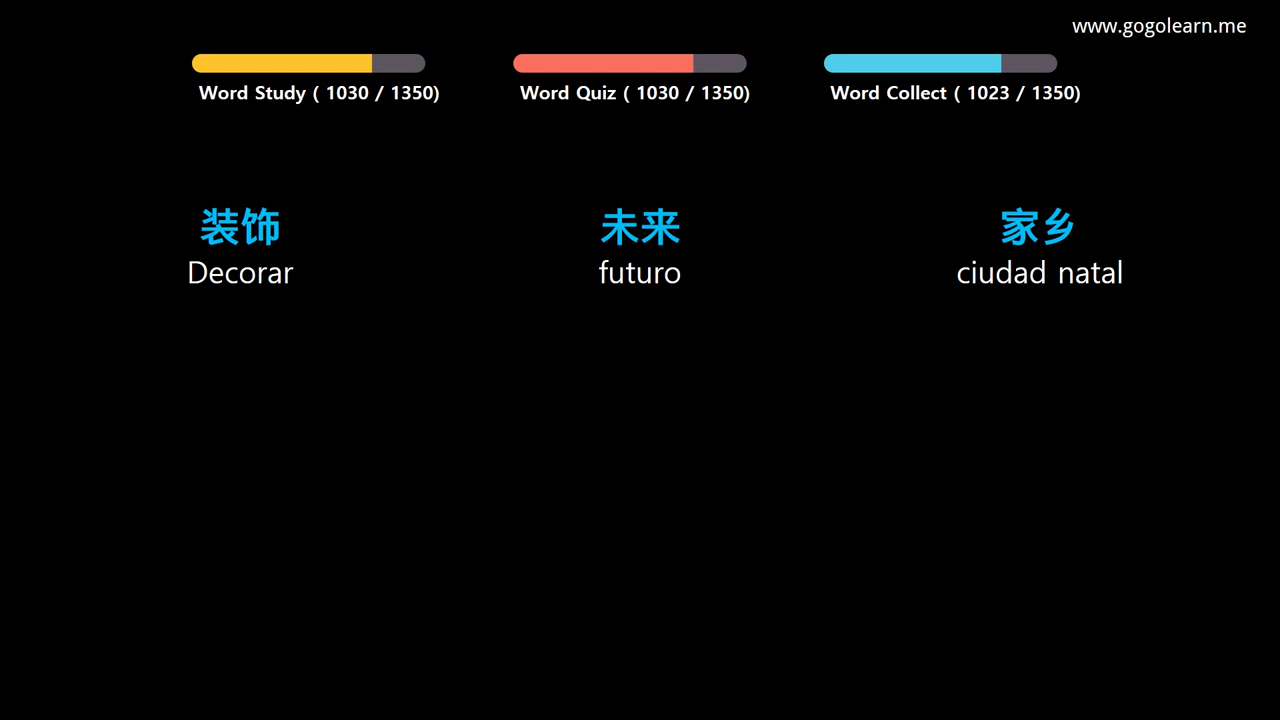 www.gogolearn.me
Word Study ( 1030 / 1350)
Word Quiz ( 1030 / 1350)
Word Collect ( 1023 / 1350)
装饰
未来
家乡
Decorar
futuro
ciudad natal